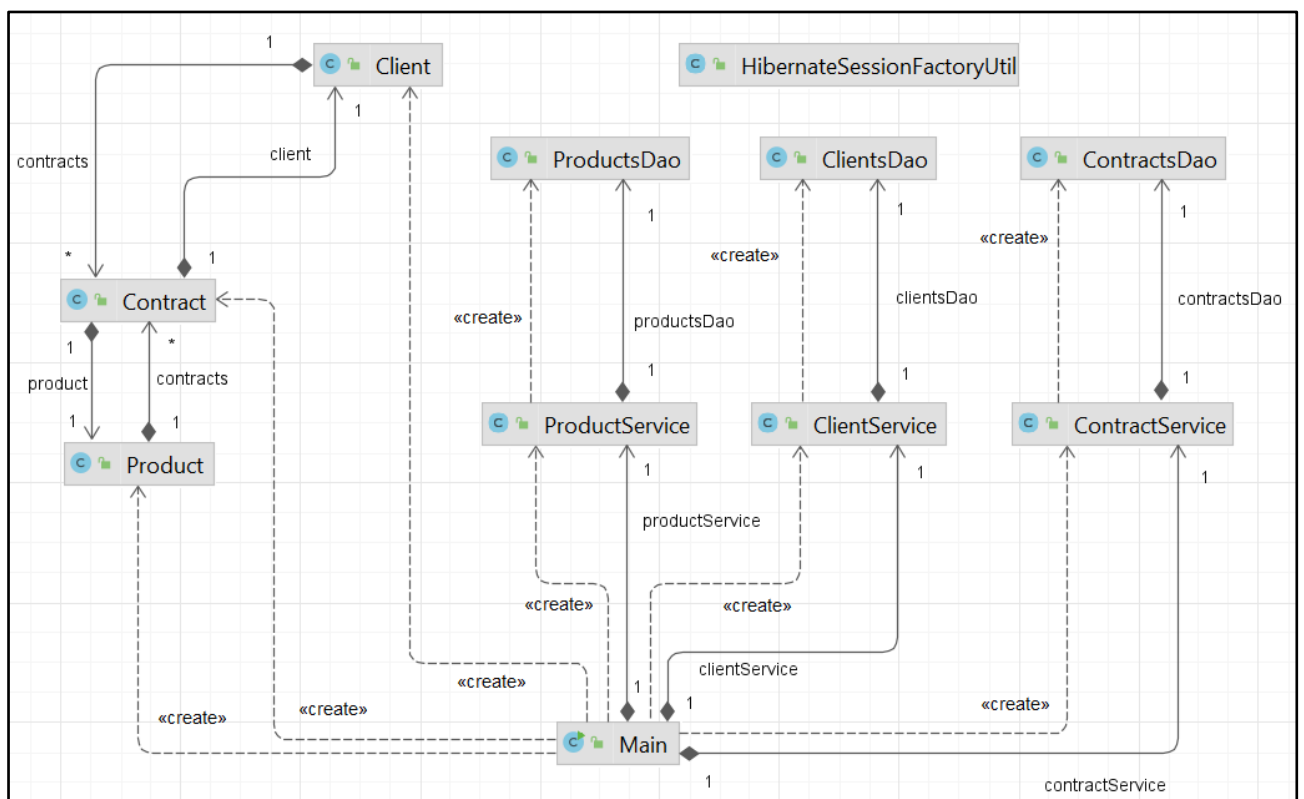 1
C Client
C HibernateSessionFactoryUtil
1
client
contracts
C ProductsDao
C ClientsDao
C ContractsDao
1
1
1
«create»
«create»
*
1
clientsDao
contractsDao
C Contract
«create»
productsDao
1
*
product
contracts
1
1
1
1
1
C ProductService
C ClientService
C ContractService
C Product
1
1
1
productService
«create»
«create»
clientService
«create»
1
1
«create»
«create»
«create»
C Main
1
contractService